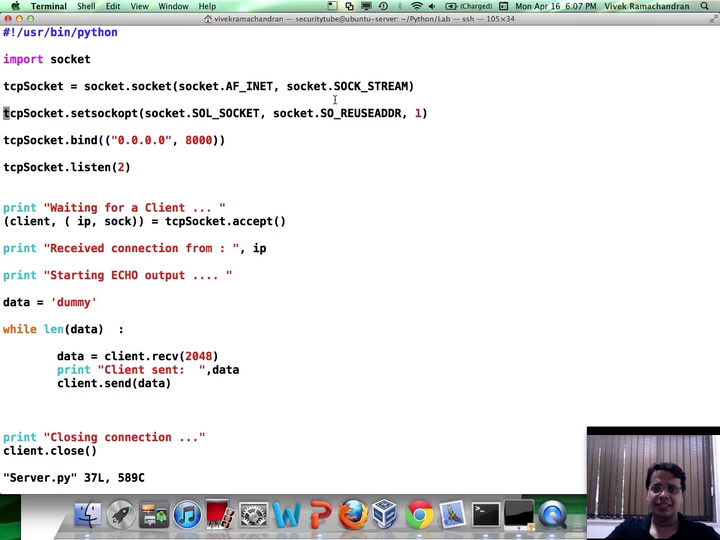 Terminal Shell Edit View Window Help (Charged) Mon Apr 16 6:07 PM Vivek Ramachandran
vivekramachandran — securitytube@ubuntu-server: ~/Python/Lab — ssh — 105×34
#!/usr/bin/python
import socket
tcpSocket = socket.socket(socket.AF_INET, socket.SOCK_STREAM)
tcpSocket.setsockopt(socket.SOL_SOCKET, socket.SO_REUSEADDR, 1)
tcpSocket.bind(("0.0.0.0", 8000))
tcpSocket.listen(2)
print "Waiting for a Client ... "
(client, ( ip, sock)) = tcpSocket.accept()
print "Received connection from : ", ip
print "Starting ECHO output .... "
data = 'dummy'
while len(data)  :
data = client.recv(2048)
print "Client sent:  ",data
client.send(data)
print "Closing connection ..."
client.close()
"Server.py" 37L, 589C